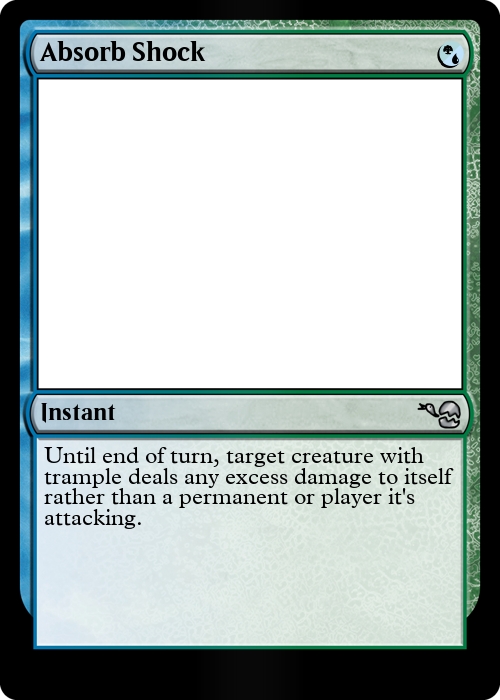 Absorb Shock
Instant
Until end of turn, target creature with
trample deals any excess damage to itself
rather than a permanent or player it's
attacking.